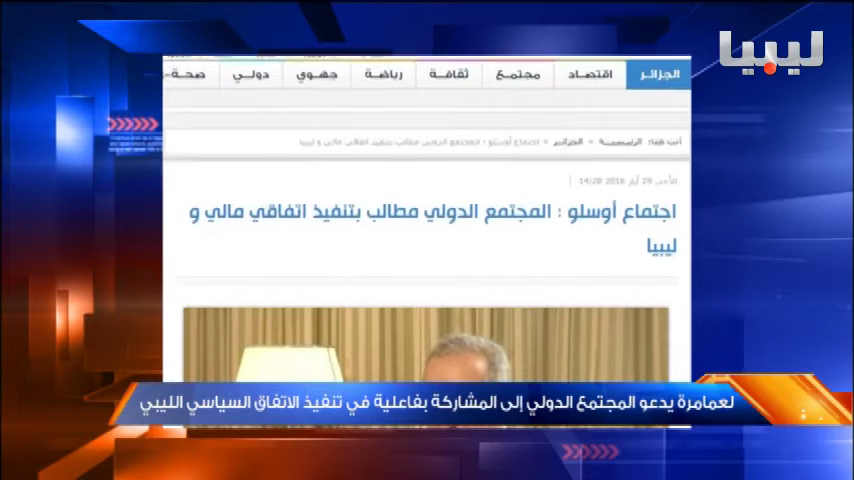 ليبيا
الجزائر اقتصاد مجتمع ثقافة رياضة جهوي دولي صحة
أنت هنا: الرئيسية » الجزائر » اجتماع أوسلو : المجتمع الدولي مطالب بتنفيذ اتفاقي مالي و ليبيا
الأحد, 29 أيار 2016 14:28
اجتماع أوسلو : المجتمع الدولي مطالب بتنفيذ اتفاقي مالي و
ليبيا
لعمامرة يدعو المجتمع الدولي إلى المشاركة بفاعلية في تنفيذ الاتفاق السياسي الليبي